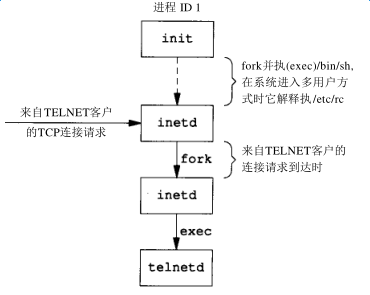 进程 ID 1
init
fork并执(exec)/bin/sh,
在系统进入多用户方
式时它解释执/etc/rc
来自TELNET客户
的TCP连接请求
inetd
fork
来自TELNET客户的
连接请求到达时
inetd
exec
telnetd